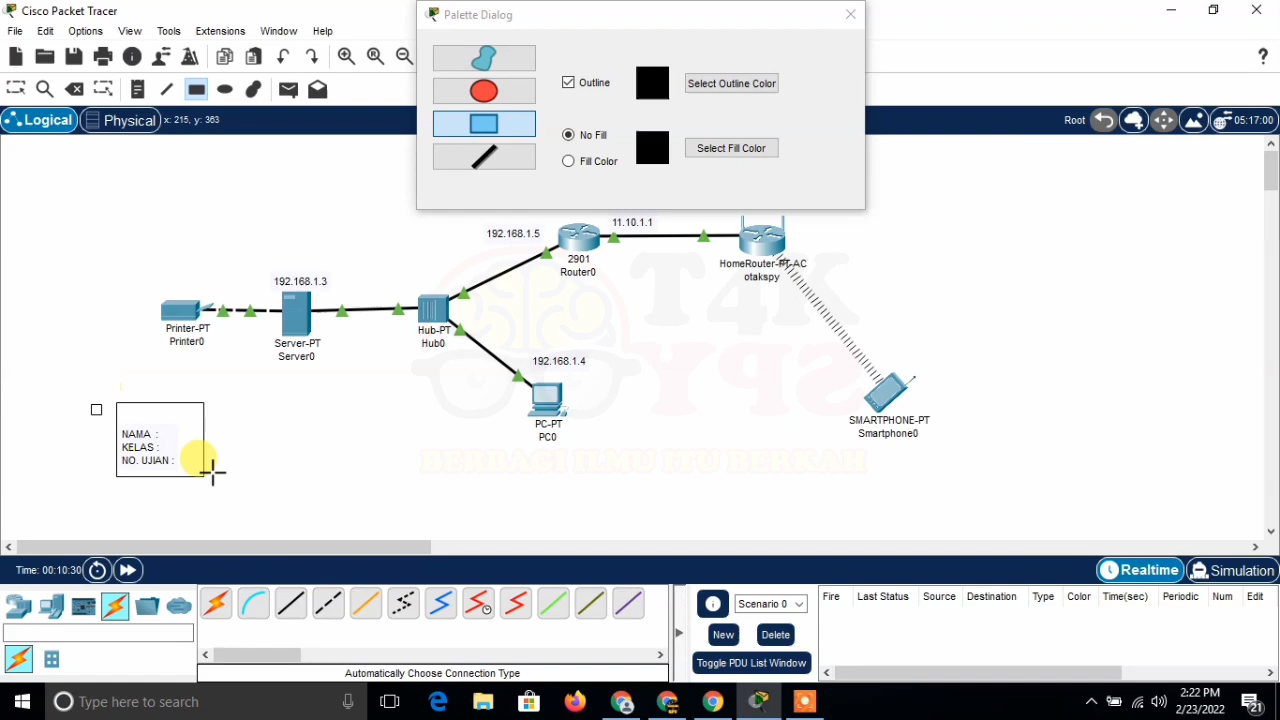 Cisco Packet Tracer
Palette Dialog
File Edit Options View Tools Extensions Window Help
Outline
Select Outline Color
No Fill
Fill Color
Select Fill Color
Logical
Physical
x: 215, y: 363
Root
05:17:00
192.168.1.5
11.10.1.1
2901
Router0
HomeRouter-PT-AC
otakspy
192.168.1.3
Printer-PT
Printer0
Server-PT
Server0
Hub-PT
Hub0
192.168.1.4
PC-PT
PC0
SMARTPHONE-PT
Smartphone0
T4K
SPY
BERBAGI ILMU ITU BERKAH
NAMA :
KELAS :
NO. UJIAN :
Time: 00:10:30
Realtime
Simulation
Scenario 0
New
Delete
Toggle PDU List Window
Fire Last Status Source Destination Type Color Time(sec) Periodic Num Edit
Automatically Choose Connection Type
Type here to search
2:22 PM
2/23/2022
21